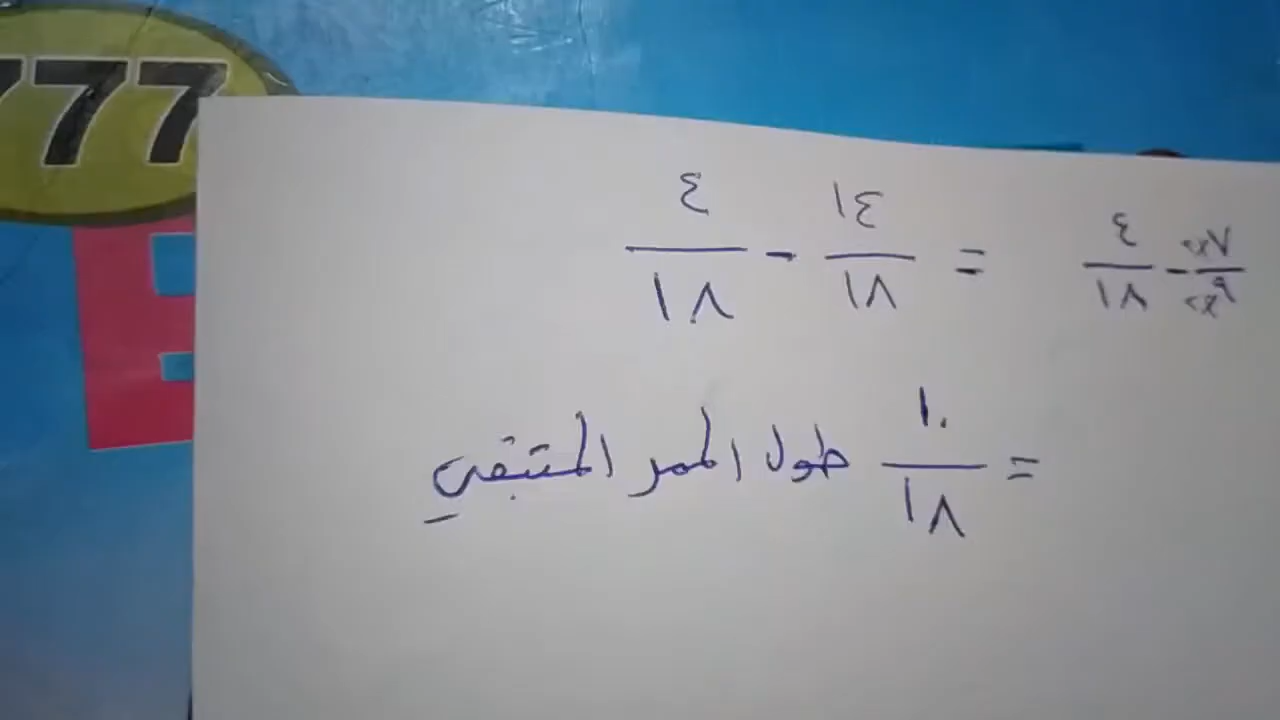 777
E
٧×٢/٩×٢ - ٤/١٨ = ١٤/١٨ - ٤/١٨
= ١٠/١٨ طول الممر المتبقي